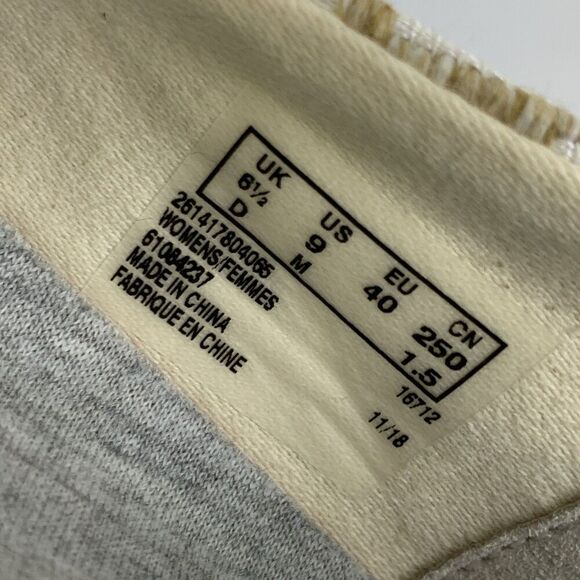 UK US EU CN
6½ 9 40 250
D M 1.5
261417804065
WOMENS/FEMMES
61084237
MADE IN CHINA
FABRIQUE EN CHINE
16712
11/18